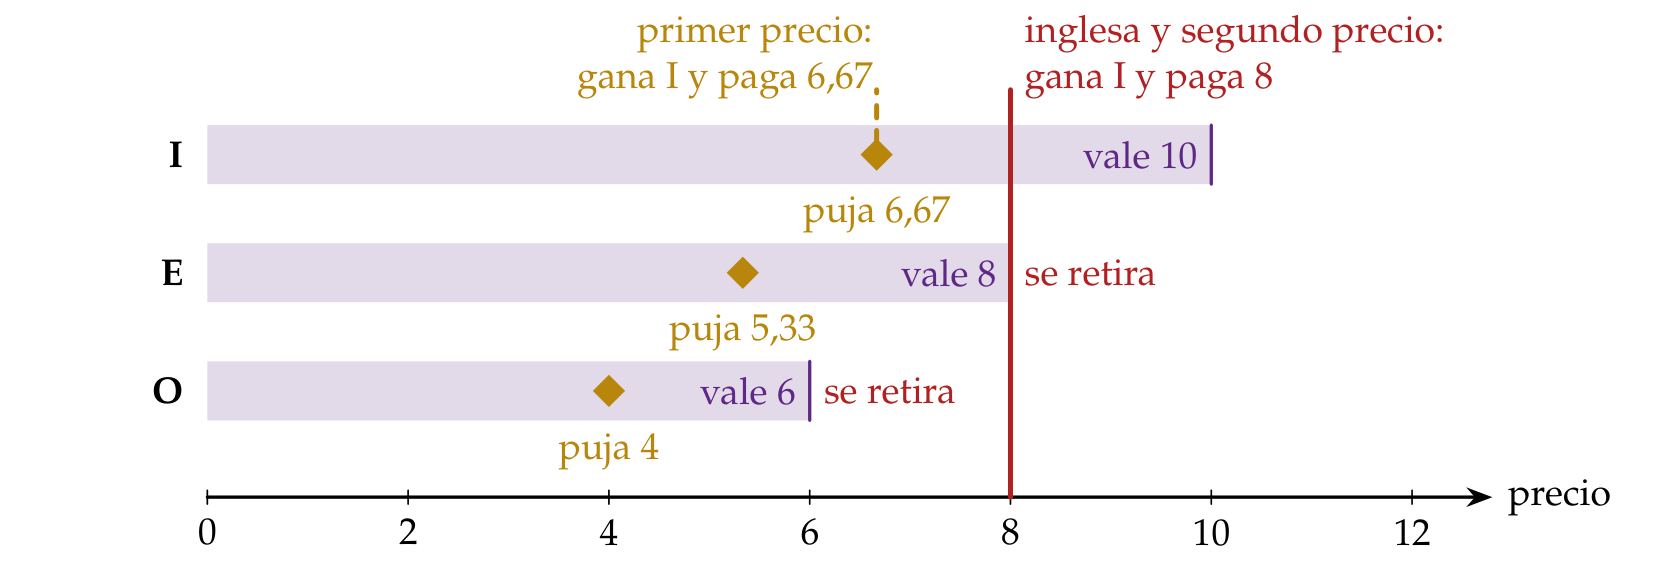 primer precio:
gana I y paga 6,67
inglesa y segundo precio:
gana I y paga 8
I
vale 10
puja 6,67
E
vale 8
se retira
puja 5,33
O
vale 6
se retira
puja 4
precio
0 2 4 6 8 10 12